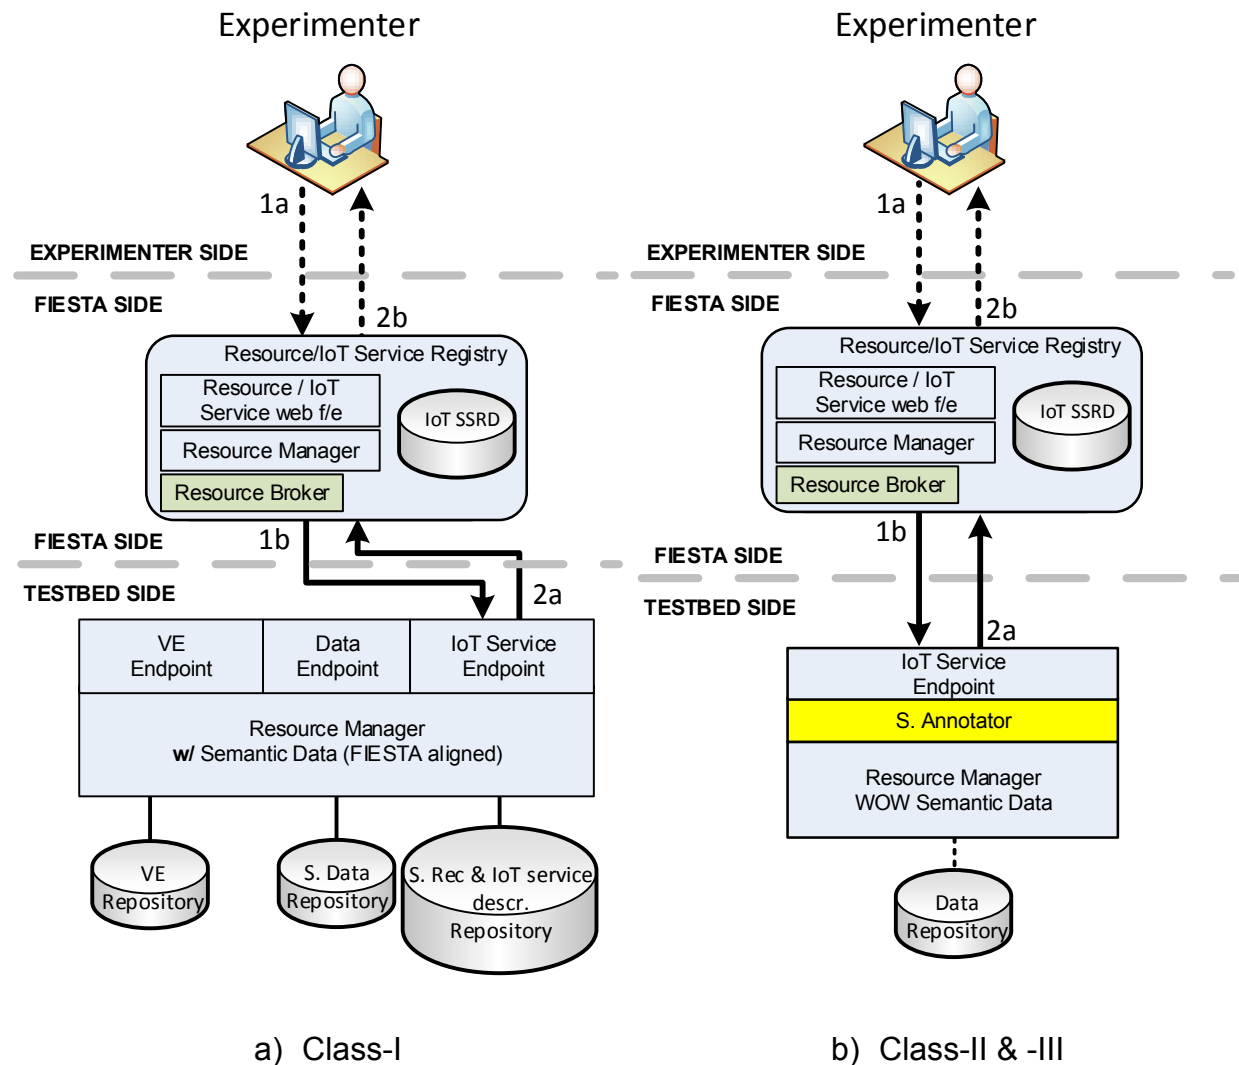 Experimenter
1a
EXPERIMENTER SIDE
FIESTA SIDE
2b
Resource/IoT Service Registry
Resource / IoT
Service web f/e
IoT SSRD
Resource Manager
Resource Broker
1b
FIESTA SIDE
TESTBED SIDE
2a
VE
Endpoint
Data
Endpoint
IoT Service
Endpoint
Resource Manager
w/ Semantic Data (FIESTA aligned)
VE
Repository
S. Data
Repository
S. Rec & IoT service
descr.
Repository
a) Class-I
Experimenter
1a
EXPERIMENTER SIDE
FIESTA SIDE
2b
Resource/IoT Service Registry
Resource / IoT
Service web f/e
IoT SSRD
Resource Manager
Resource Broker
1b
FIESTA SIDE
TESTBED SIDE
2a
IoT Service
Endpoint
S. Annotator
Resource Manager
WOW Semantic Data
Data
Repository
b) Class-II & -III